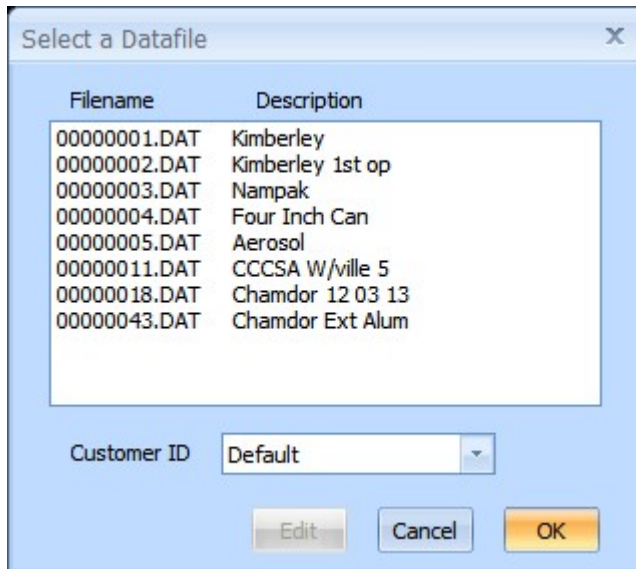 Select a Datafile X
Filename Description
00000001.DAT Kimberley
00000002.DAT Kimberley 1st op
00000003.DAT Nampak
00000004.DAT Four Inch Can
00000005.DAT Aerosol
00000011.DAT CCCSA W/ville 5
00000018.DAT Chamdor 12 03 13
00000043.DAT Chamdor Ext Alum
Customer ID Default
Edit Cancel OK